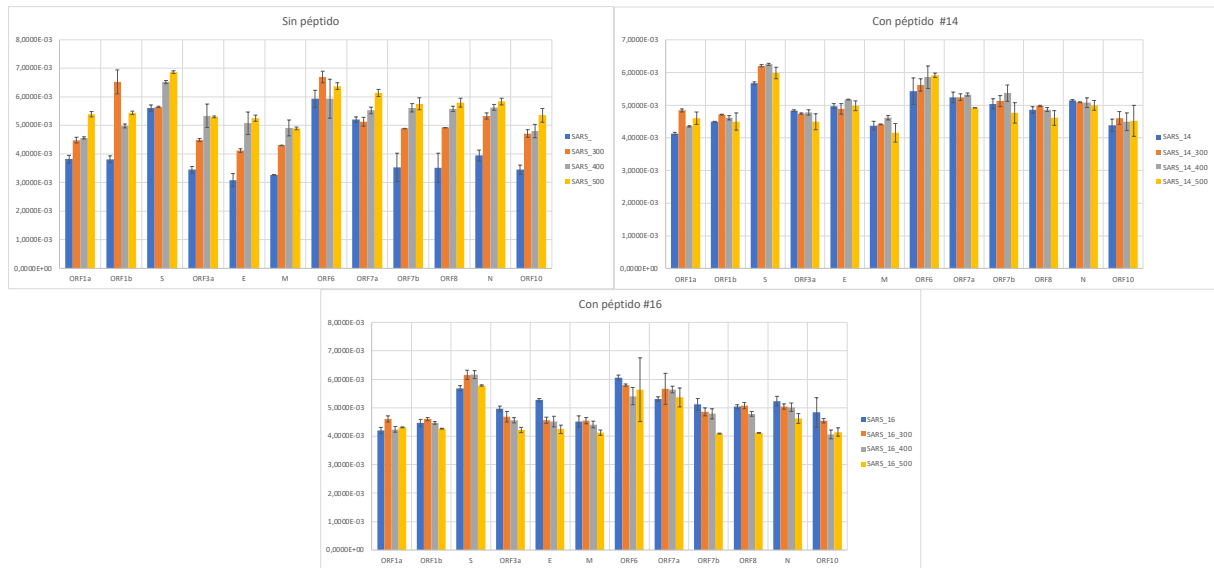 Sin péptido
8,0000E-03
7,0000E-03
6,0000E-03
5,0000E-03
4,0000E-03
3,0000E-03
2,0000E-03
1,0000E-03
0,0000E+00
ORF1a ORF1b S ORF3a E M ORF6 ORF7a ORF7b ORF8 N ORF10
SARS_
SARS_300
SARS_400
SARS_500
Con péptido #14
7,0000E-03
6,0000E-03
5,0000E-03
4,0000E-03
3,0000E-03
2,0000E-03
1,0000E-03
0,0000E+00
ORF1a ORF1b S ORF3a E M ORF6 ORF7a ORF7b ORF8 N ORF10
SARS_14
SARS_14_300
SARS_14_400
SARS_14_500
Con péptido #16
8,0000E-03
7,0000E-03
6,0000E-03
5,0000E-03
4,0000E-03
3,0000E-03
2,0000E-03
1,0000E-03
0,0000E+00
ORF1a ORF1b S ORF3a E M ORF6 ORF7a ORF7b ORF8 N ORF10
SARS_16
SARS_16_300
SARS_16_400
SARS_16_500